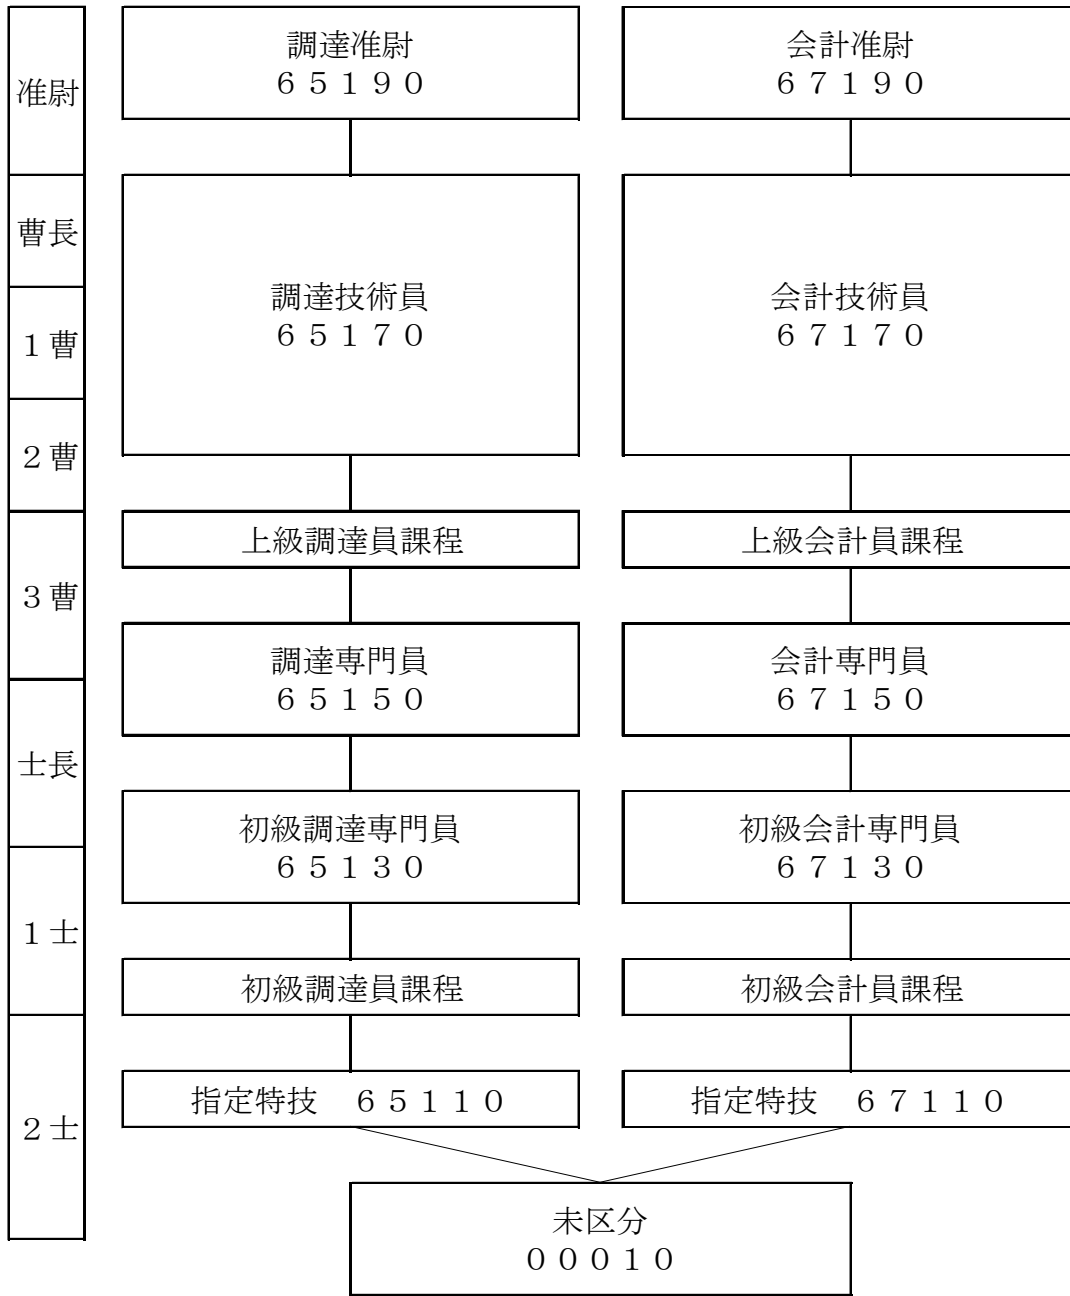 准尉
調達准尉
６５１９０
会計准尉
６７１９０
曹長
１曹
２曹
調達技術員
６５１７０
会計技術員
６７１７０
３曹
上級調達員課程
上級会計員課程
調達専門員
６５１５０
会計専門員
６７１５０
士長
初級調達専門員
６５１３０
初級会計専門員
６７１３０
１士
初級調達員課程
初級会計員課程
２士
指定特技　６５１１０
指定特技　６７１１０
未区分
０００１０